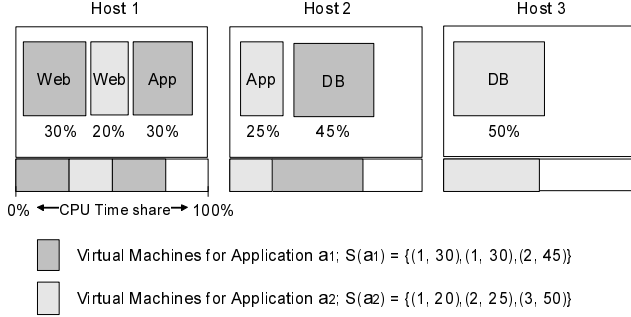 Host 1 Host 2 Host 3
Web Web App App DB DB
30% 20% 30% 25% 45% 50%
0% CPU Time share 100%
Virtual Machines for Application a1; S(a1) = {(1, 30),(1, 30),(2, 45)}
Virtual Machines for Application a2; S(a2) = {(1, 20),(2, 25),(3, 50)}